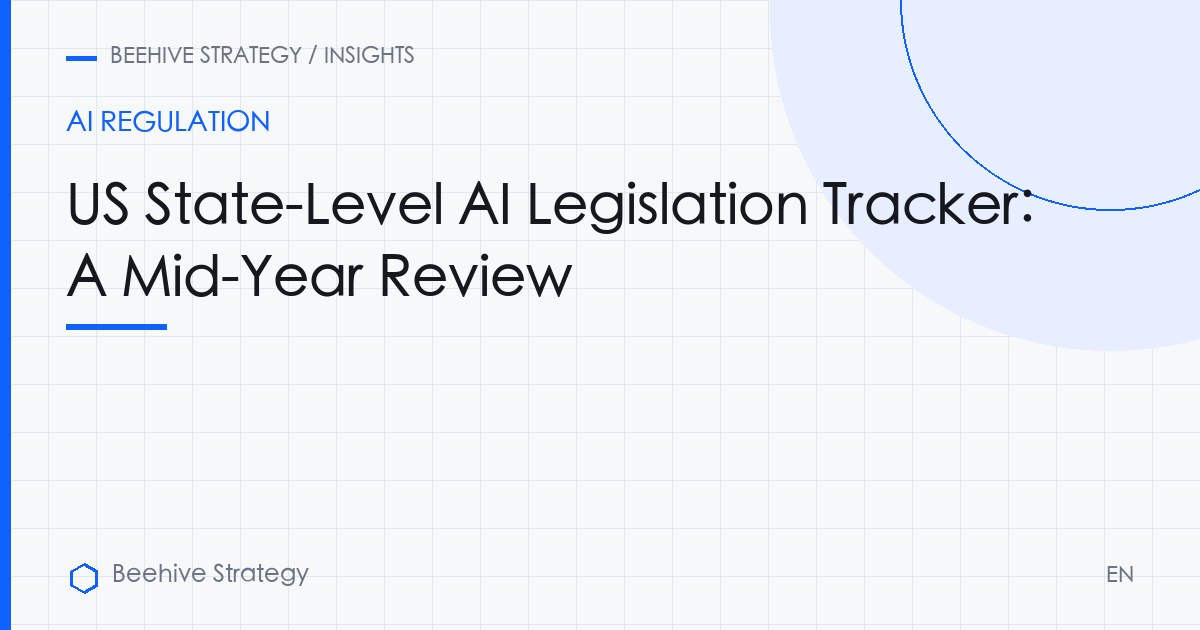 BEEHIVE STRATEGY / INSIGHTS
AI REGULATION
US State-Level AI Legislation Tracker:
A Mid-Year Review
Beehive Strategy
EN